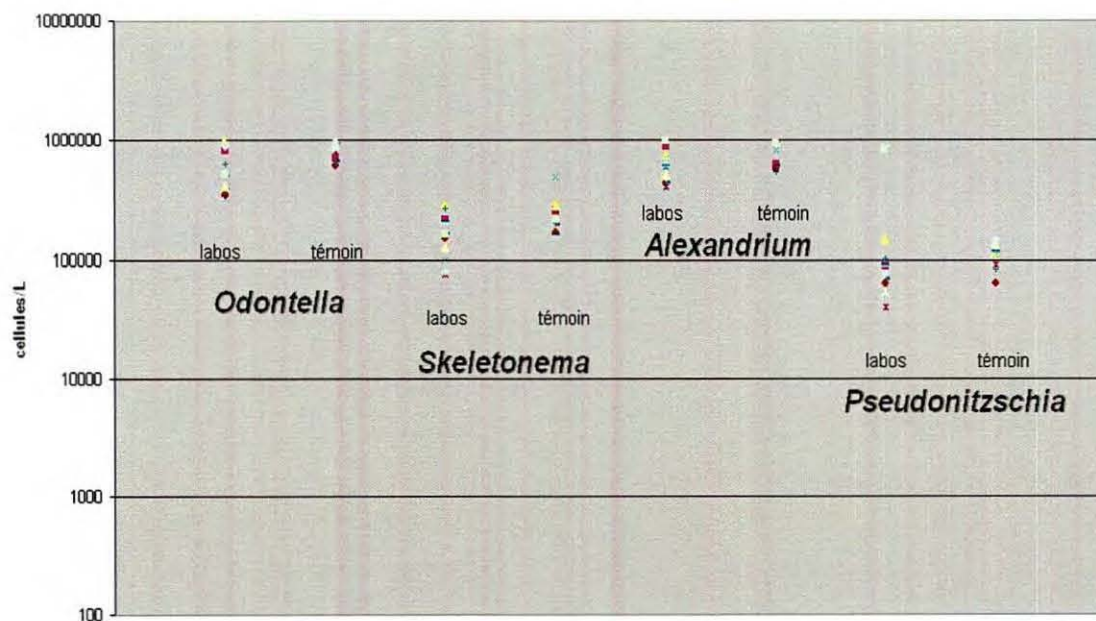 10000000
1000000
100000
10000
1000
100
cellules/L
labos témoin
Odontella
labos témoin
Skeletonema
labos témoin
Alexandrium
labos témoin
Pseudonitzschia